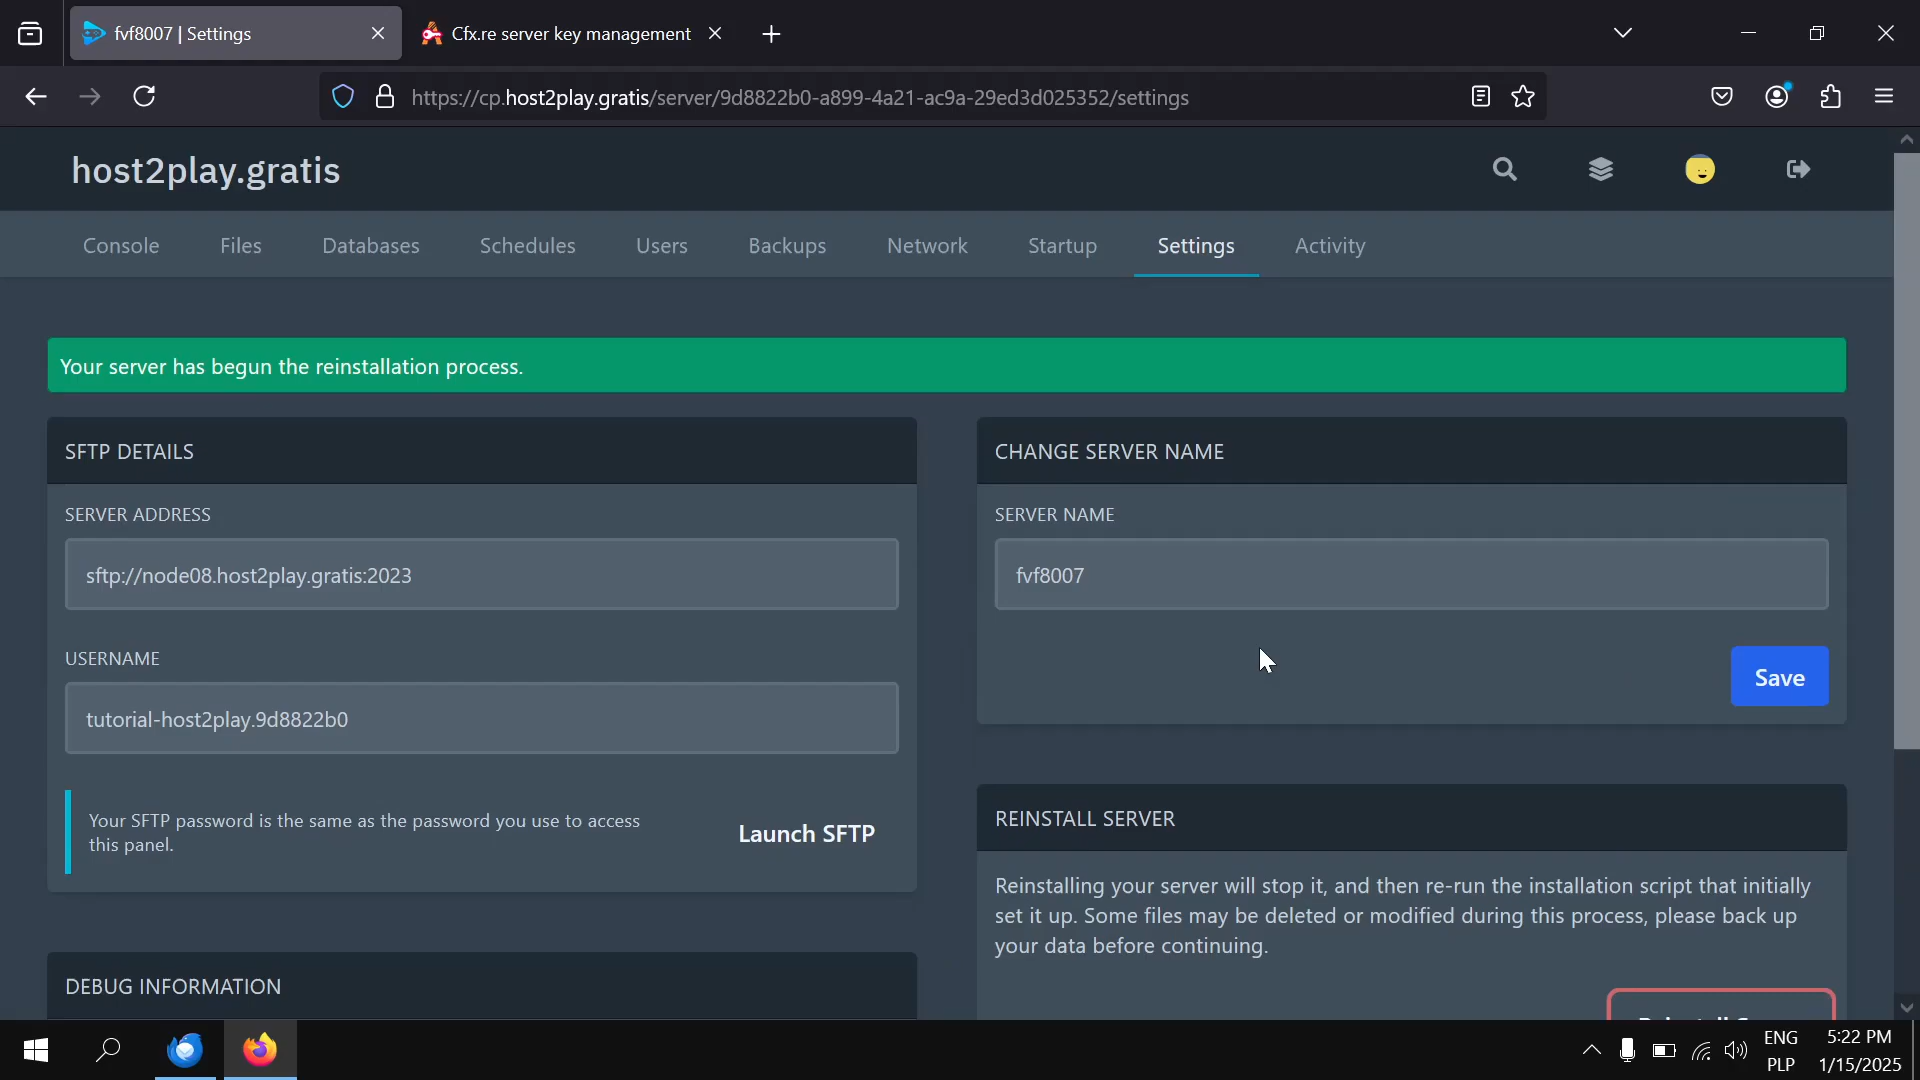 fvf8007 | Settings
Cfx.re server key management
https://cp.host2play.gratis/server/9d8822b0-a899-4a21-ac9a-29ed3d025352/settings
host2play.gratis
Console
Files
Databases
Schedules
Users
Backups
Network
Startup
Settings
Activity
Your server has begun the reinstallation process.
SFTP DETAILS
SERVER ADDRESS
sftp://node08.host2play.gratis:2023
USERNAME
tutorial-host2play.9d8822b0
Your SFTP password is the same as the password you use to access
this panel.
Launch SFTP
DEBUG INFORMATION
CHANGE SERVER NAME
SERVER NAME
fvf8007
Save
REINSTALL SERVER
Reinstalling your server will stop it, and then re-run the installation script that initially
set it up. Some files may be deleted or modified during this process, please back up
your data before continuing.
ENG
PLP
5:22 PM
1/15/2025